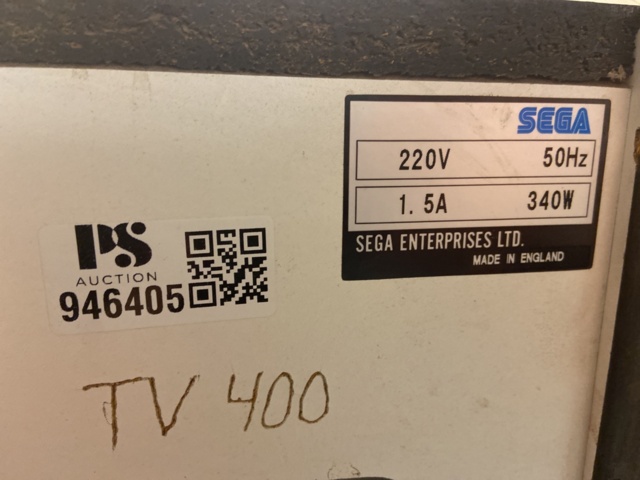 SEGA
220V 50Hz
1.5A 340W
SEGA ENTERPRISES LTD.
MADE IN ENGLAND
PS
AUCTION
946405
TV 400